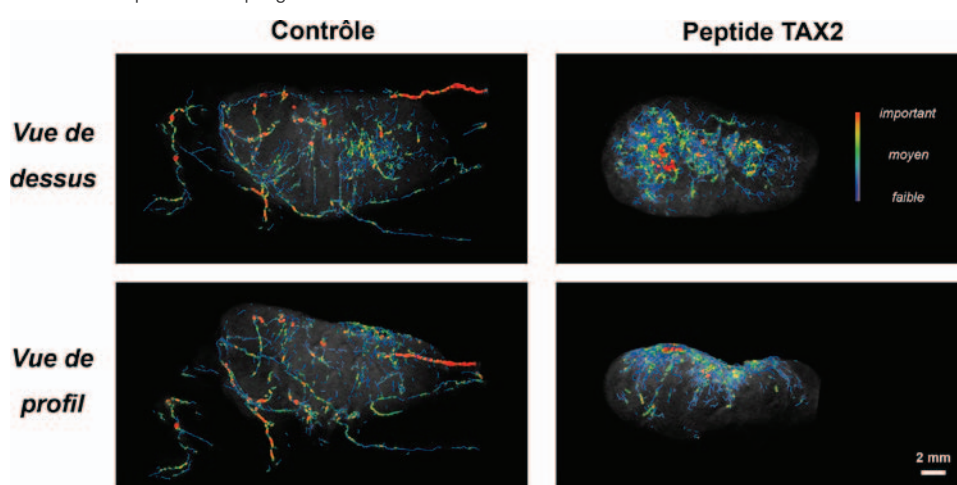 Contrôle
Peptide TAX2
Vue de
dessus
important
moyen
faible
Vue de
profil
2 mm